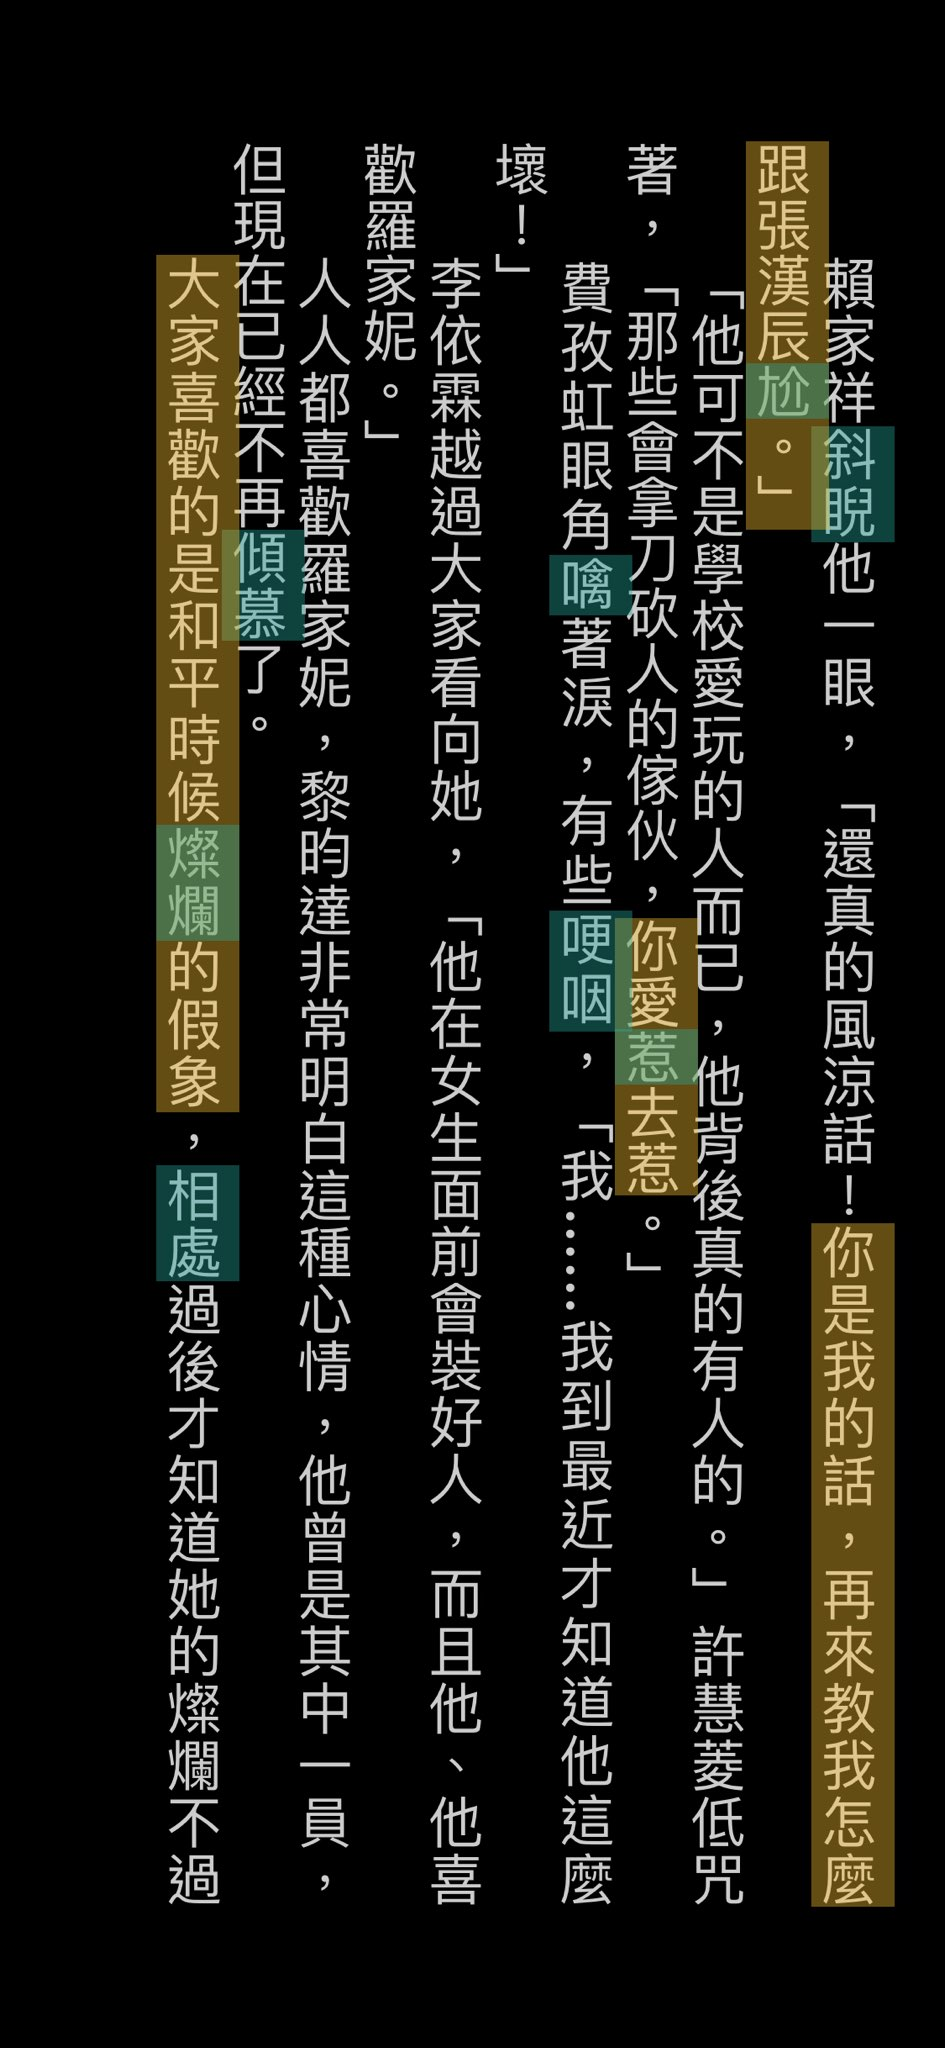 賴家祥斜睨他一眼，「還真的風涼話！你是我的話，再來教我怎麼
跟張漢辰尬。」
「他可不是學校愛玩的人而已，他背後真的有人的。」許慧菱低咒
著，「那些會拿刀砍人的傢伙，你愛惹去惹。」
費孜虹眼角噙著淚，有些哽咽，「我……我到最近才知道他這麼
壞！」
李依霖越過大家看向她，「他在女生面前會裝好人，而且他、他喜
歡羅家妮。」
人人都喜歡羅家妮，黎昀達非常明白這種心情，他曾是其中一員，
但現在已經不再傾慕了。
大家喜歡的是和平時候燦爛的假象，相處過後才知道她的燦爛不過